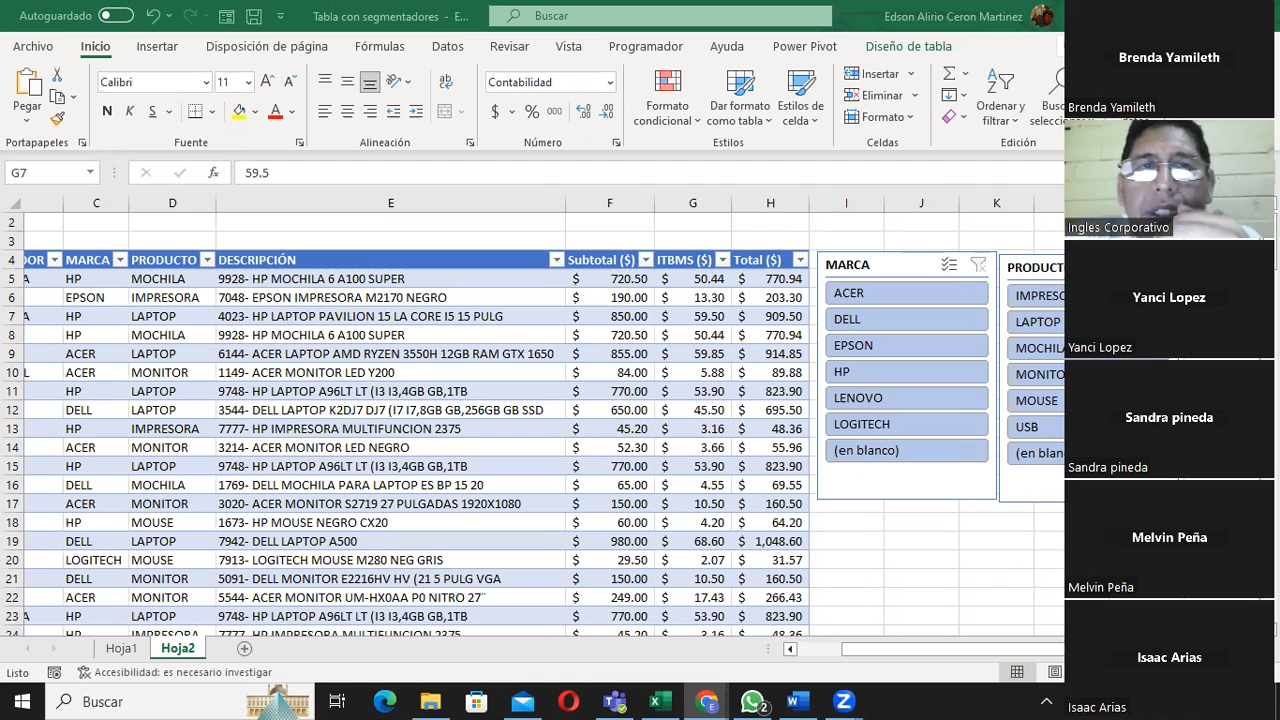 Autoguardado
Tabla con segmentadores - E...
Buscar
Edson Alirio Ceron Martinez
Archivo Inicio Insertar Disposición de página Fórmulas Datos Revisar Vista Programador Ayuda Power Pivot Diseño de tabla
Pegar
Calibri 11
N K S
Contabilidad
$ % 000
Formato condicional
Dar formato como tabla
Estilos de celda
Insertar
Eliminar
Formato
Ordenar y filtrar
Portapapeles Fuente Alineación Número Estilos Celdas Edición
G7 fx 59.5
C D E F G H I J K
2
3
4 DOR MARCA PRODUCTO DESCRIPCIÓN Subtotal ($) ITBMS ($) Total ($)
5 A HP MOCHILA 9928- HP MOCHILA 6 A100 SUPER $ 720.50 $ 50.44 $ 770.94
6 EPSON IMPRESORA 7048- EPSON IMPRESORA M2170 NEGRO $ 190.00 $ 13.30 $ 203.30
7 A HP LAPTOP 4023- HP LAPTOP PAVILION 15 LA CORE I5 15 PULG $ 850.00 $ 59.50 $ 909.50
8 HP MOCHILA 9928- HP MOCHILA 6 A100 SUPER $ 720.50 $ 50.44 $ 770.94
9 ACER LAPTOP 6144- ACER LAPTOP AMD RYZEN 3550H 12GB RAM GTX 1650 $ 855.00 $ 59.85 $ 914.85
10 L ACER MONITOR 1149- ACER MONITOR LED Y200 $ 84.00 $ 5.88 $ 89.88
11 HP LAPTOP 9748- HP LAPTOP A96LT LT (I3 I3,4GB GB,1TB $ 770.00 $ 53.90 $ 823.90
12 DELL LAPTOP 3544- DELL LAPTOP K2DJ7 DJ7 (I7 I7,8GB GB,256GB GB SSD $ 650.00 $ 45.50 $ 695.50
13 HP IMPRESORA 7777- HP IMPRESORA MULTIFUNCION 2375 $ 45.20 $ 3.16 $ 48.36
14 ACER MONITOR 3214- ACER MONITOR LED NEGRO $ 52.30 $ 3.66 $ 55.96
15 HP LAPTOP 9748- HP LAPTOP A96LT LT (I3 I3,4GB GB,1TB $ 770.00 $ 53.90 $ 823.90
16 DELL MOCHILA 1769- DELL MOCHILA PARA LAPTOP ES BP 15 20 $ 65.00 $ 4.55 $ 69.55
17 ACER MONITOR 3020- ACER MONITOR S2719 27 PULGADAS 1920X1080 $ 150.00 $ 10.50 $ 160.50
18 HP MOUSE 1673- HP MOUSE NEGRO CX20 $ 60.00 $ 4.20 $ 64.20
19 DELL LAPTOP 7942- DELL LAPTOP A500 $ 980.00 $ 68.60 $ 1,048.60
20 LOGITECH MOUSE 7913- LOGITECH MOUSE M280 NEG GRIS $ 29.50 $ 2.07 $ 31.57
21 DELL MONITOR 5091- DELL MONITOR E2216HV HV (21 5 PULG VGA $ 150.00 $ 10.50 $ 160.50
22 ACER MONITOR 5544- ACER MONITOR UM-HV0AA P0 NITRO 27¨ $ 249.00 $ 17.43 $ 266.43
23 A HP LAPTOP 9748- HP LAPTOP A96LT LT (I3 I3,4GB GB,1TB $ 770.00 $ 53.90 $ 823.90
24 HP IMPRESORA 7777- HP IMPRESORA MULTIFUNCION 2375 $ 45.20 $ 3.16 $ 48.36
MARCA
ACER
DELL
EPSON
HP
LENOVO
LOGITECH
(en blanco)
PRODUCT
IMPRESO
LAPTOP
MOCHILA
MONITO
MOUSE
USB
(en blan
Hoja1 Hoja2
Listo Accesibilidad: es necesario investigar
Buscar
2
Brenda Yamileth
Brenda Yamileth
Ingles Corporativo
Yanci Lopez
Yanci Lopez
Sandra pineda
Sandra pineda
Melvin Peña
Melvin Peña
Isaac Arias
Isaac Arias